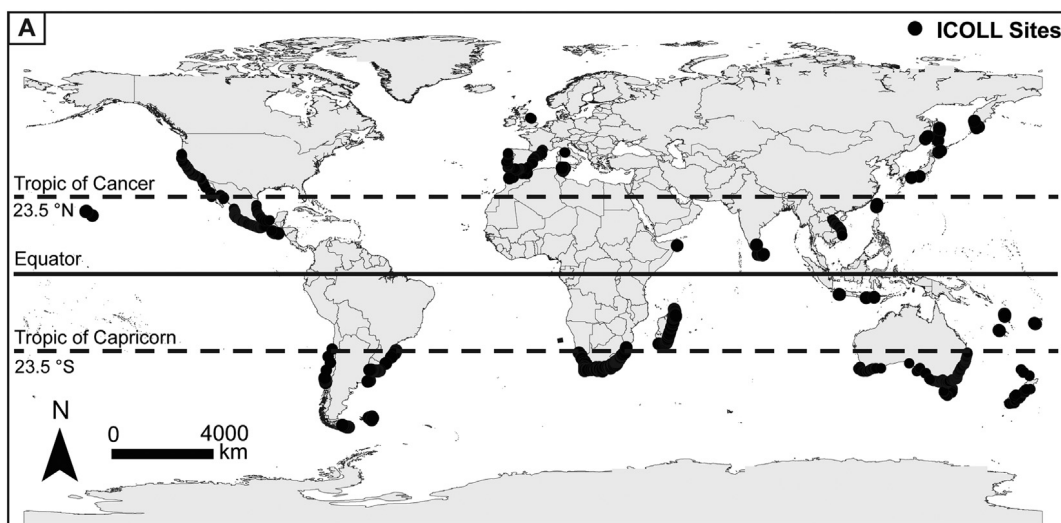 A
ICOLL Sites
Tropic of Cancer
23.5 °N
Equator
Tropic of Capricorn
23.5 °S
N
0 4000
km